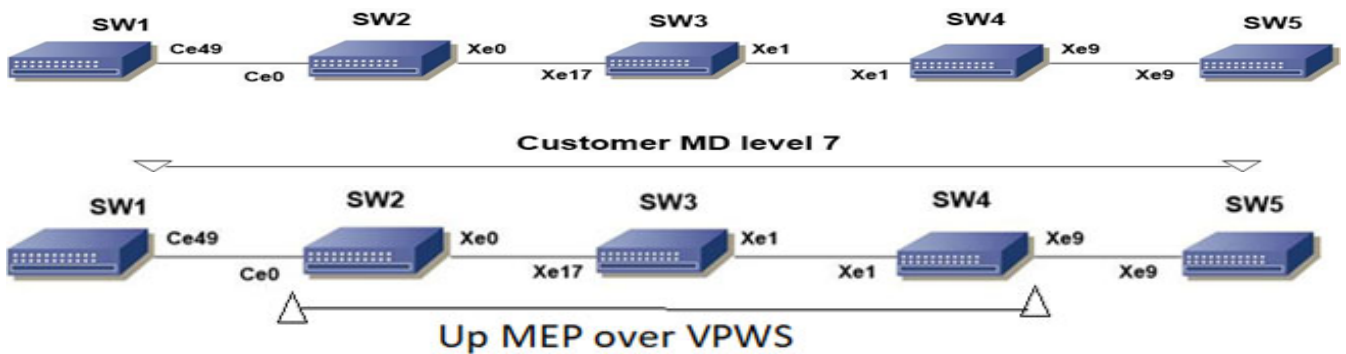 SW1 SW2 SW3 SW4 SW5
Ce49 Xe0 Xe1 Xe9
Ce0 Xe17 Xe1 Xe9
Customer MD level 7
SW1 SW2 SW3 SW4 SW5
Ce49 Xe0 Xe1 Xe9
Ce0 Xe17 Xe1 Xe9
Up MEP over VPWS